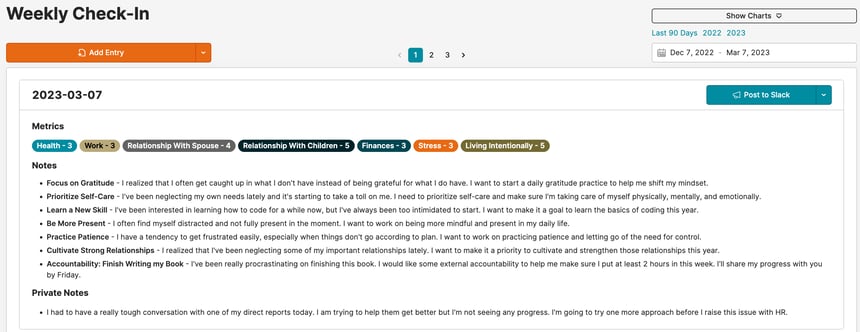 Weekly Check-In
Show Charts
Last 90 Days 2022 2023
Add Entry
1 2 3
Dec 7, 2022 - Mar 7, 2023
2023-03-07
Post to Slack
Metrics
Health - 3 Work - 3 Relationship With Spouse - 4 Relationship With Children - 5 Finances - 3 Stress - 3 Living Intentionally - 5
Notes
• Focus on Gratitude - I realized that I often get caught up in what I don't have instead of being grateful for what I do have. I want to start a daily gratitude practice to help me shift my mindset.
• Prioritize Self-Care - I've been neglecting my own needs lately and it's starting to take a toll on me. I need to prioritize self-care and make sure I'm taking care of myself physically, mentally, and emotionally.
• Learn a New Skill - I've been interested in learning how to code for a while now, but I've always been too intimidated to start. I want to make it a goal to learn the basics of coding this year.
• Be More Present - I often find myself distracted and not fully present in the moment. I want to work on being more mindful and present in my daily life.
• Practice Patience - I have a tendency to get frustrated easily, especially when things don't go according to plan. I want to work on practicing patience and letting go of the need for control.
• Cultivate Strong Relationships - I realized that I've been neglecting some of my important relationships lately. I want to make it a priority to cultivate and strengthen those relationships this year.
• Accountability: Finish Writing my Book - I've been really procrastinating on finishing this book. I would like some external accountability to help me make sure I put at least 2 hours in this week. I'll share my progress with you
by Friday.
Private Notes
• I had to have a really tough conversation with one of my direct reports today. I am trying to help them get better but I'm not seeing any progress. I'm going to try one more approach before I raise this issue with HR.